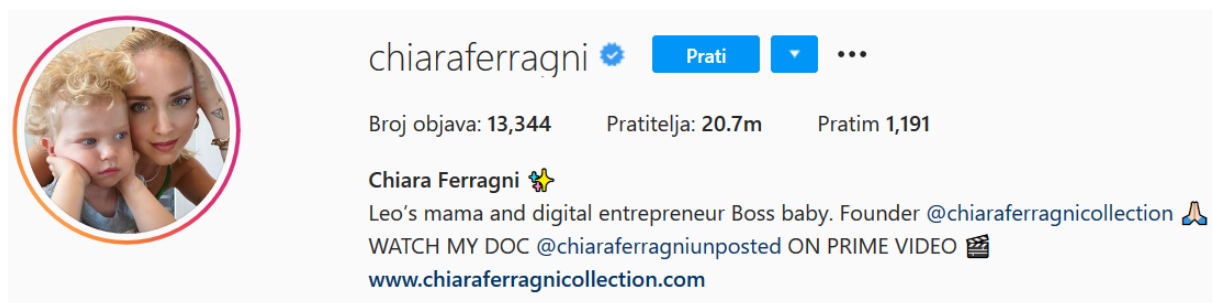 chiaraferragni Prati
Broj objava: 13,344 Pratitelja: 20.7m Pratim 1,191
Chiara Ferragni ✨
Leo’s mama and digital entrepreneur Boss baby. Founder @chiaraferragnicollection 🙏🏻
WATCH MY DOC @chiaraferragniunposted ON PRIME VIDEO 🎬
www.chiaraferragnicollection.com